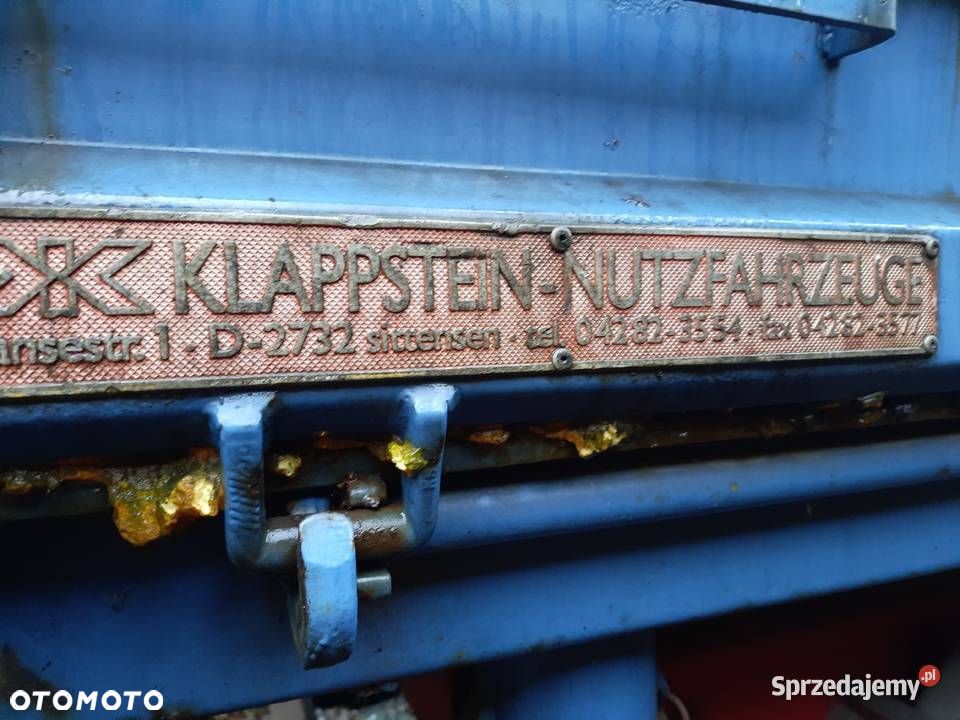 KLAPPSTEIN-NUTZFAHRZEUGE
ansestr. 1 · D-2732 sittensen · tel. 04282-3554 · fax 04282-3577
OTOMOTO
Sprzedajemy.pl